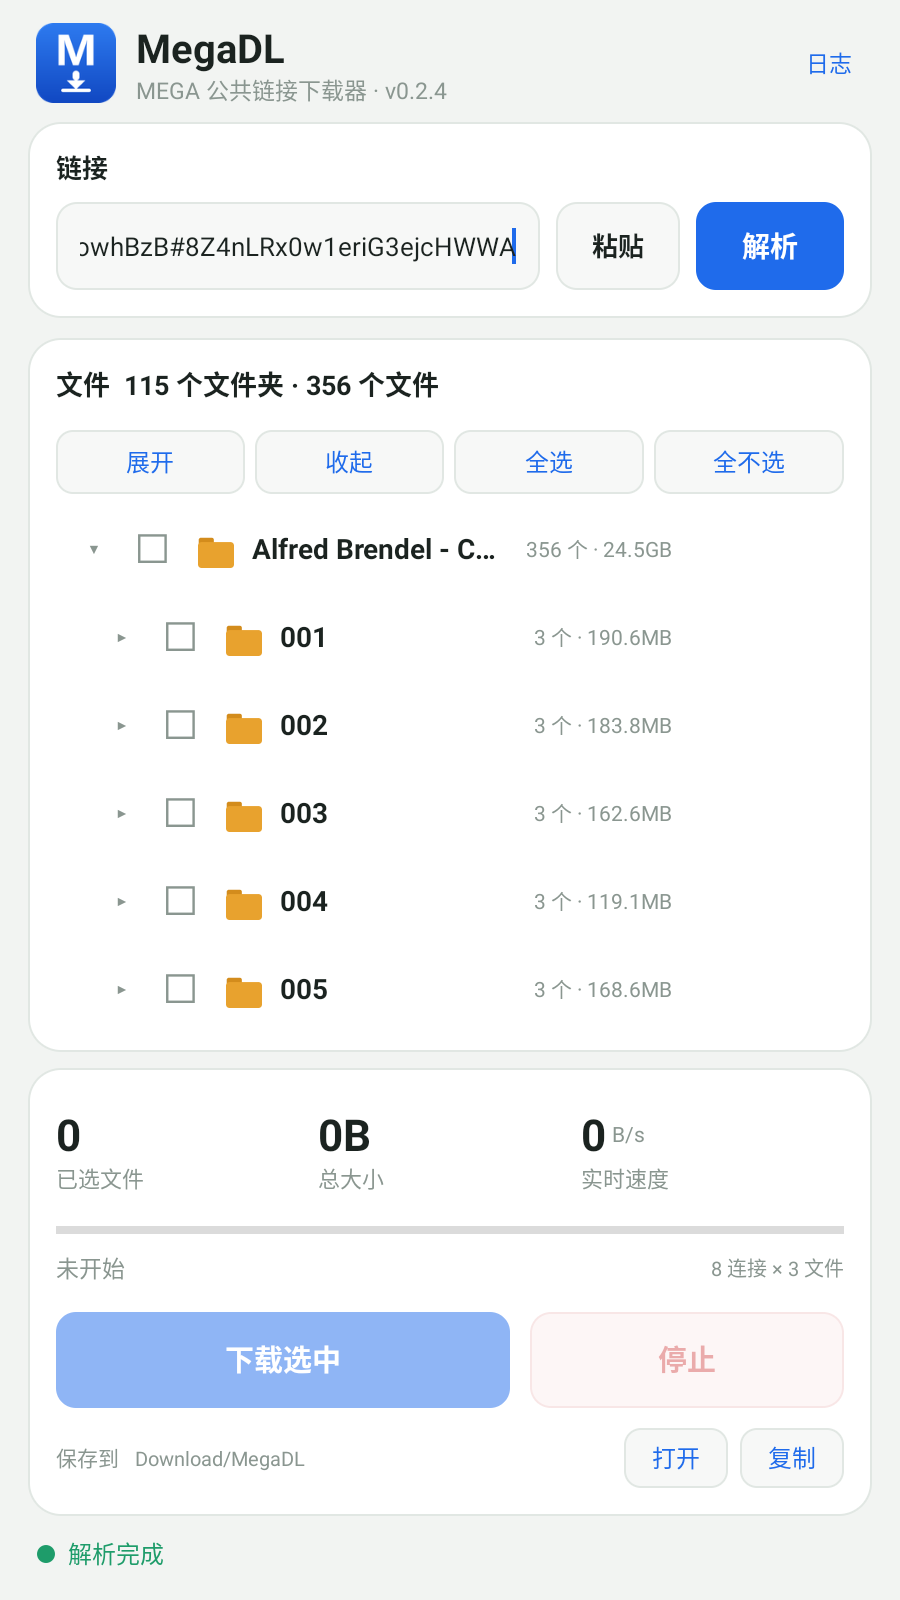 M
MegaDL
MEGA 公共链接下载器 · v0.2.4
日志
链接
owhBzB#8Z4nLRx0w1eriG3ejcHWWA
粘贴
解析
文件 115 个文件夹 · 356 个文件
展开
收起
全选
全不选
Alfred Brendel - C...
356 个 · 24.5GB
001
3 个 · 190.6MB
002
3 个 · 183.8MB
003
3 个 · 162.6MB
004
3 个 · 119.1MB
005
3 个 · 168.6MB
0
已选文件
0B
总大小
0 B/s
实时速度
未开始
8 连接 × 3 文件
下载选中
停止
保存到 Download/MegaDL
打开
复制
解析完成